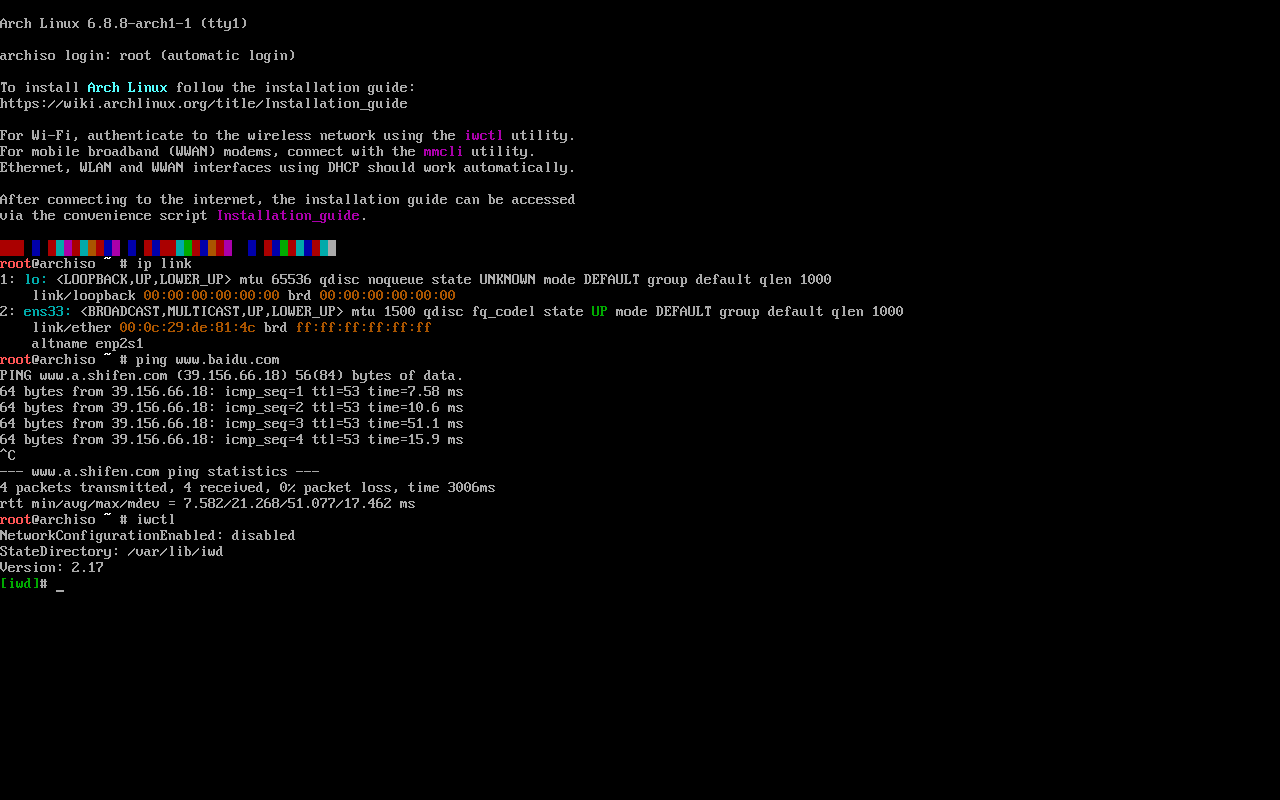 Arch Linux 6.8.8-arch1-1 (tty1)
archiso login: root (automatic login)
To install Arch Linux follow the installation guide:
https://wiki.archlinux.org/title/Installation_guide
For Wi-Fi, authenticate to the wireless network using the iwctl utility.
For mobile broadband (WWAN) modems, connect with the mmcli utility.
Ethernet, WLAN and WWAN interfaces using DHCP should work automatically.
After connecting to the internet, the installation guide can be accessed
via the convenience script Installation_guide.
root@archiso ~ # ip link
1: lo: <LOOPBACK,UP,LOWER_UP> mtu 65536 qdisc noqueue state UNKNOWN mode DEFAULT group default qlen 1000
    link/loopback 00:00:00:00:00:00 brd 00:00:00:00:00:00
2: ens33: <BROADCAST,MULTICAST,UP,LOWER_UP> mtu 1500 qdisc fq_codel state UP mode DEFAULT group default qlen 1000
    link/ether 00:0c:29:de:81:4c brd ff:ff:ff:ff:ff:ff
    altname enp2s1
root@archiso ~ # ping www.baidu.com
PING www.a.shifen.com (39.156.66.18) 56(84) bytes of data.
64 bytes from 39.156.66.18: icmp_seq=1 ttl=53 time=7.58 ms
64 bytes from 39.156.66.18: icmp_seq=2 ttl=53 time=10.6 ms
64 bytes from 39.156.66.18: icmp_seq=3 ttl=53 time=51.1 ms
64 bytes from 39.156.66.18: icmp_seq=4 ttl=53 time=15.9 ms
^C
--- www.a.shifen.com ping statistics ---
4 packets transmitted, 4 received, 0% packet loss, time 3006ms
rtt min/avg/max/mdev = 7.582/21.268/51.077/17.462 ms
root@archiso ~ # iwctl
NetworkConfigurationEnabled: disabled
StateDirectory: /var/lib/iwd
Version: 2.17
[iwd]# _